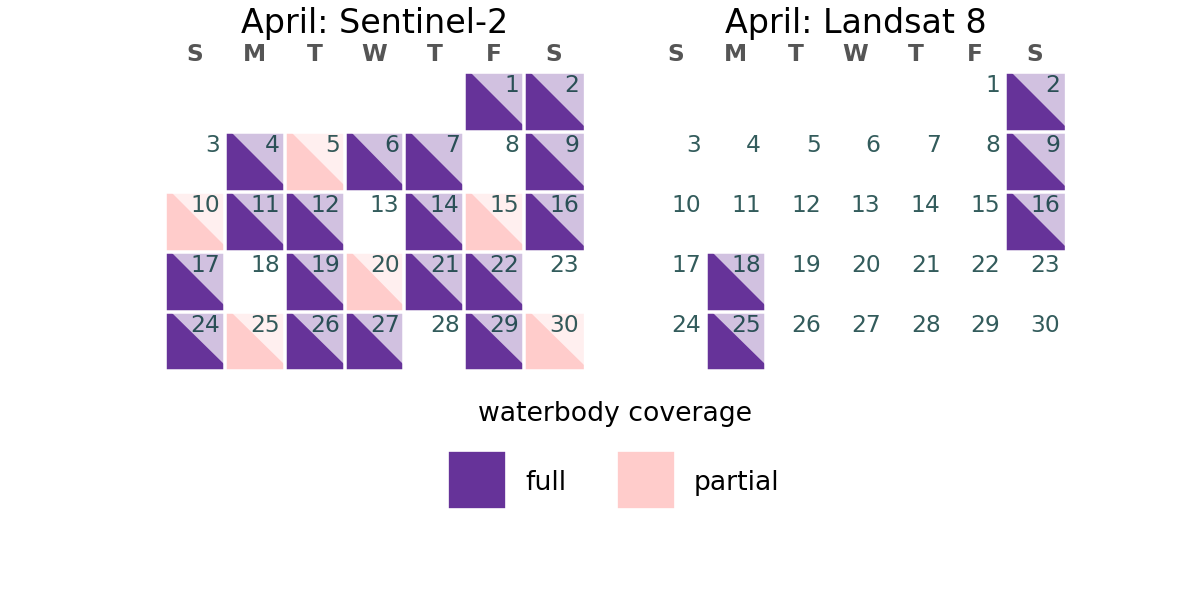 April: Sentinel-2
S M T W T F S
1 2
3 4 5 6 7 8 9
10 11 12 13 14 15 16
17 18 19 20 21 22 23
24 25 26 27 28 29 30
April: Landsat 8
S M T W T F S
1 2
3 4 5 6 7 8 9
10 11 12 13 14 15 16
17 18 19 20 21 22 23
24 25 26 27 28 29 30
waterbody coverage
full partial